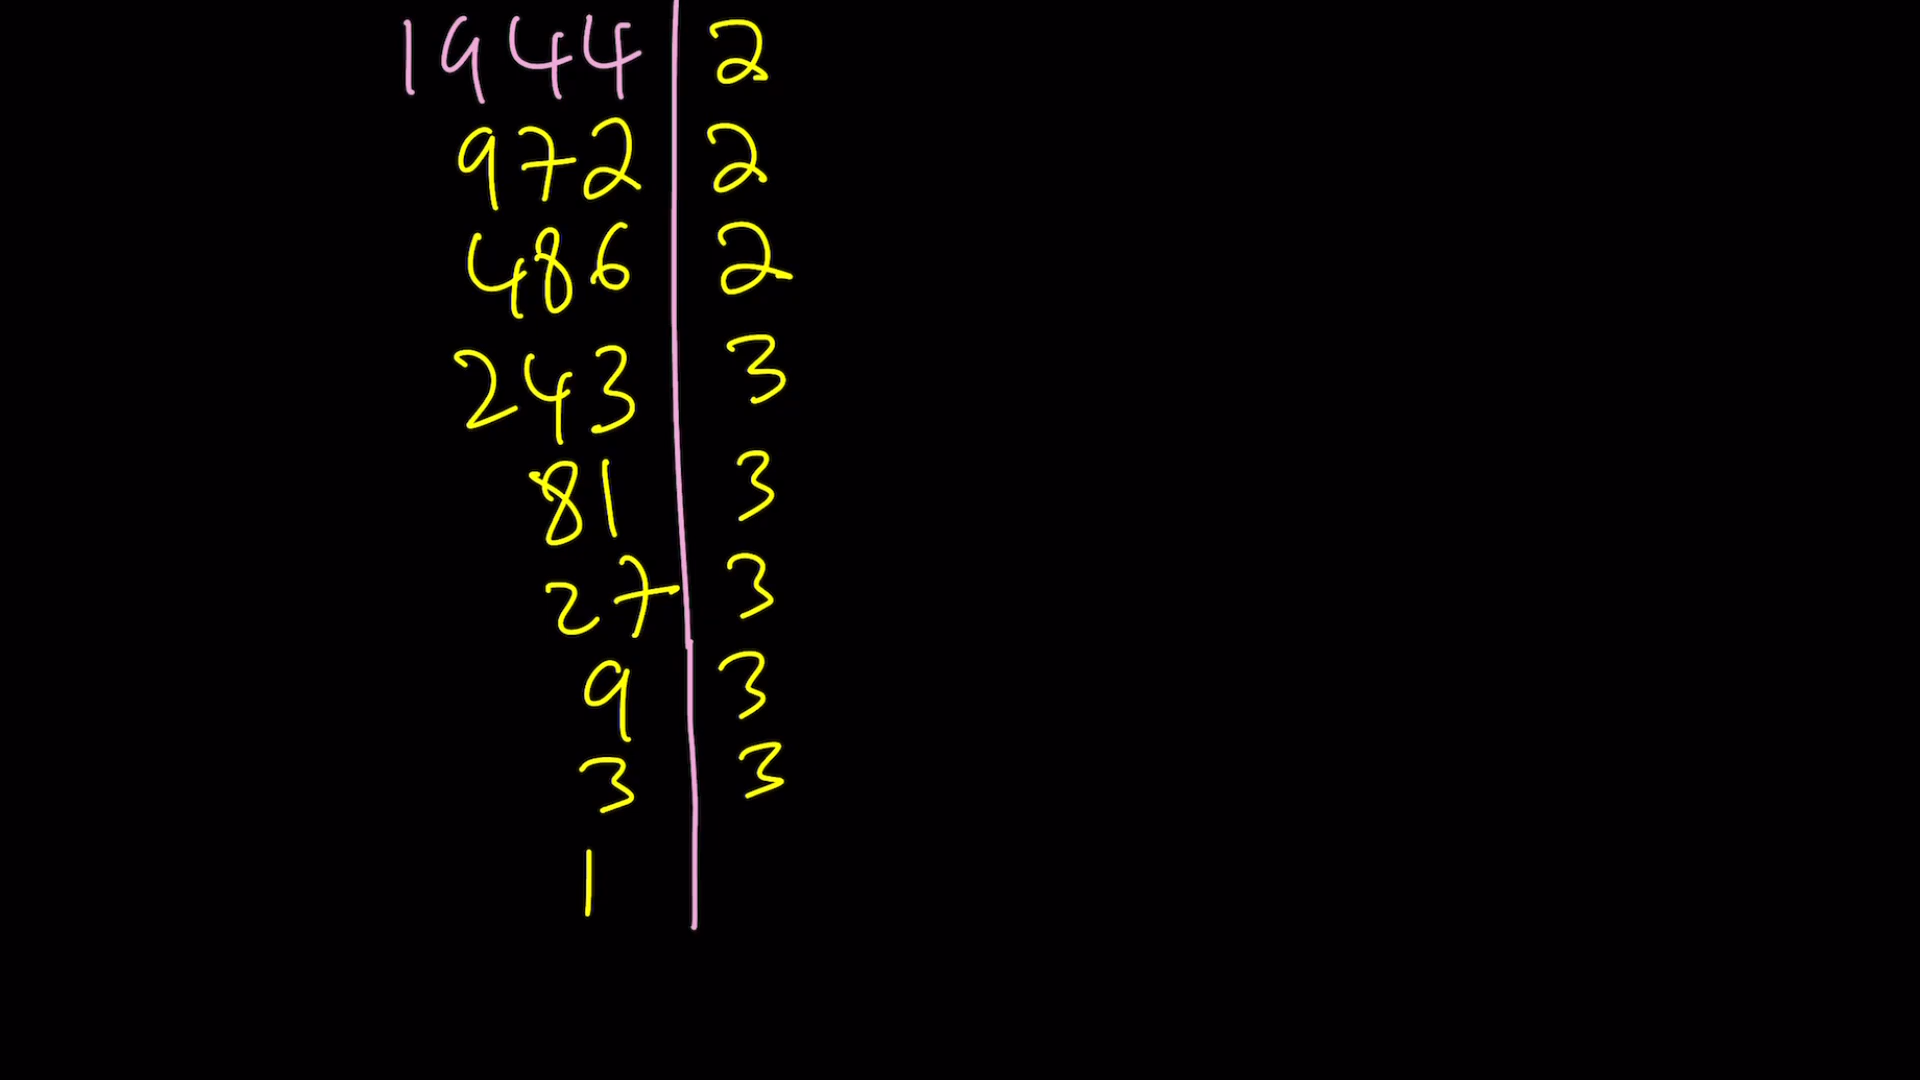 1944 | 2
972 | 2
486 | 2
243 | 3
81 | 3
27 | 3
9 | 3
3 | 3
1 |